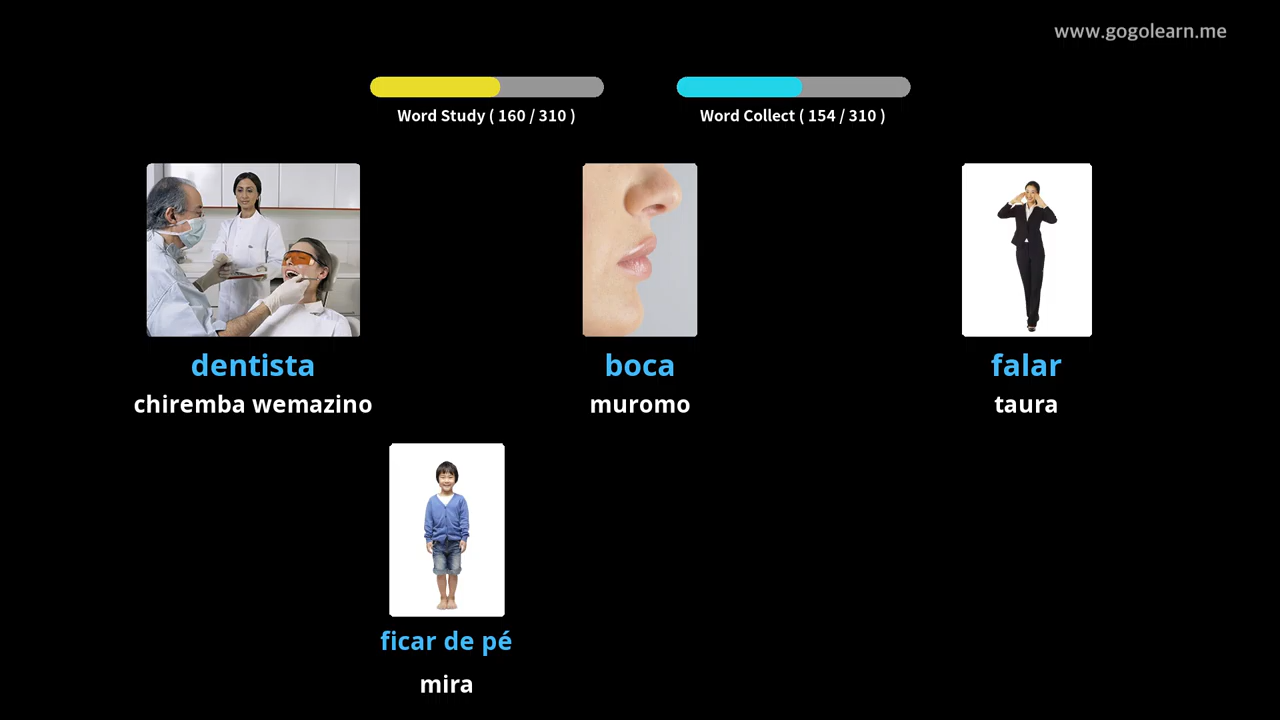 www.gogolearn.me
Word Study ( 160 / 310 )
Word Collect ( 154 / 310 )
dentista
chiremba wemazino
boca
muromo
falar
taura
ficar de pé
mira